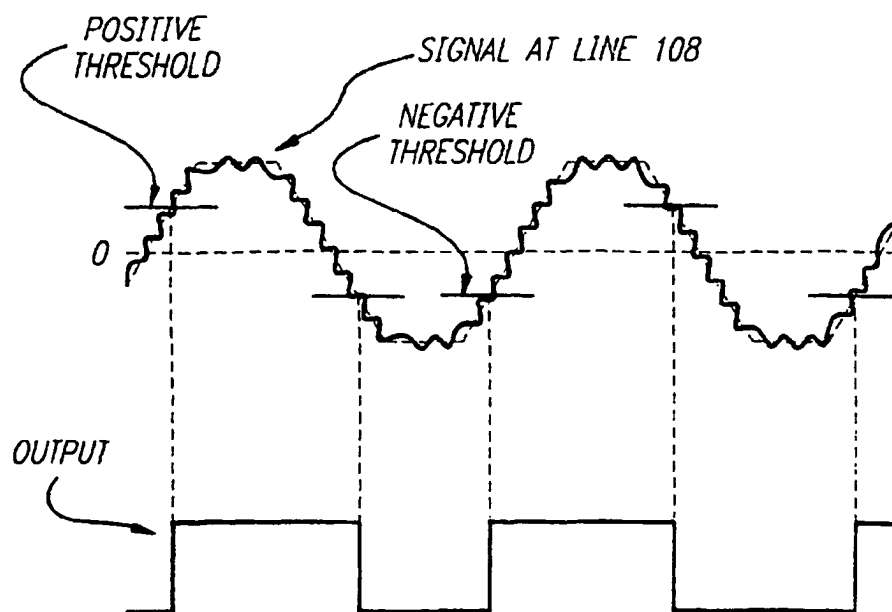 POSITIVE
THRESHOLD
SIGNAL AT LINE 108
NEGATIVE
THRESHOLD
0
OUTPUT